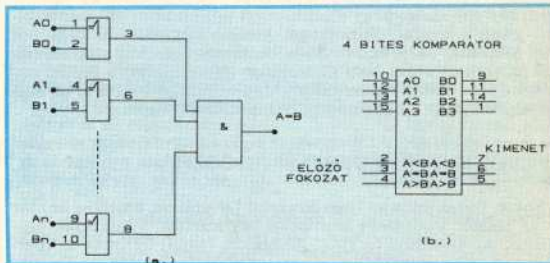 A0 1
B0 2
3
A1 4
B1 5
6
An 9
Bn 10
8
&
A=B
(a.)
4 BITES KOMPARÁTOR
10 A0 B0 9
12 A1 B1 11
13 A2 B2 14
15 A3 B3 1
ELŐZŐ
FOKOZAT
KIMENET
2 A<B A<B 7
3 A=B A=B 6
4 A>B A>B 5
(b.)